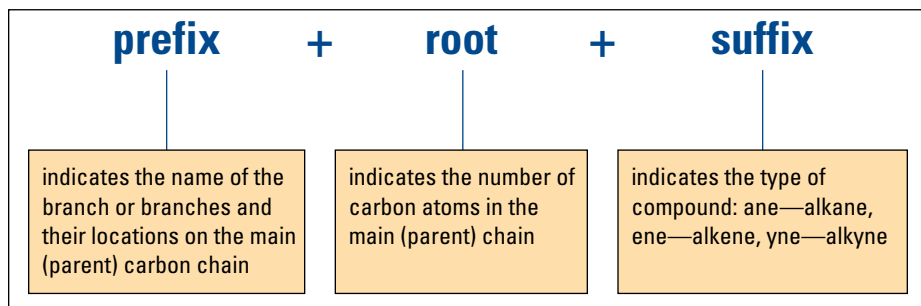 prefix + root + suffix
indicates the name of the
branch or branches and
their locations on the main
(parent) carbon chain
indicates the number of
carbon atoms in the
main (parent) chain
indicates the type of
compound: ane—alkane,
ene—alkene, yne—alkyne